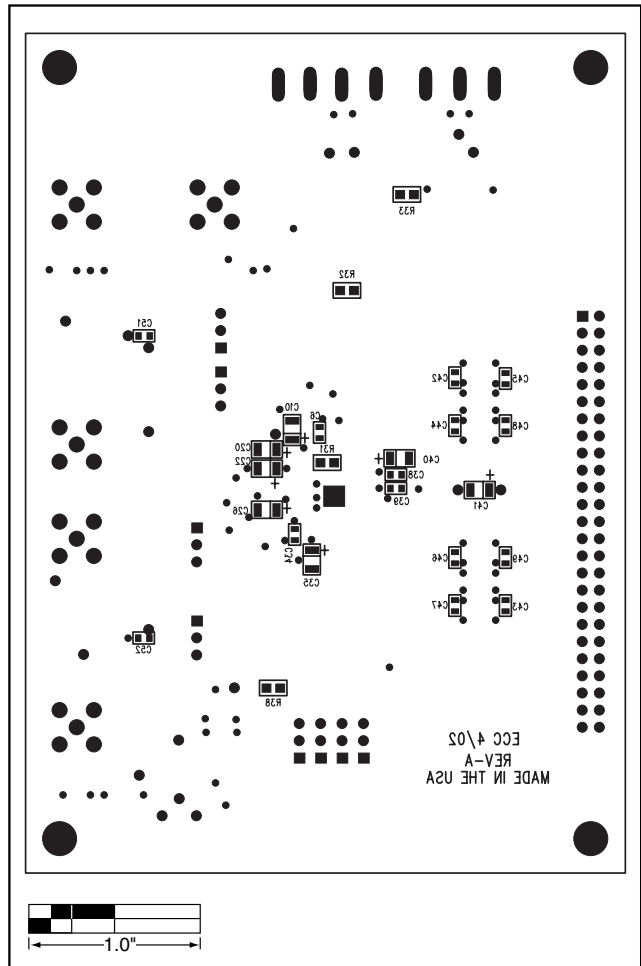 R33
R32
C51
C42
C45
C10
C6
C44
C48
C20
R31
C22
C40
C38
C39
C41
C26
C34
C35
C46
C49
C47
C43
C52
R38
ECC 4/02
REV-A
MADE IN THE USA
1.0"